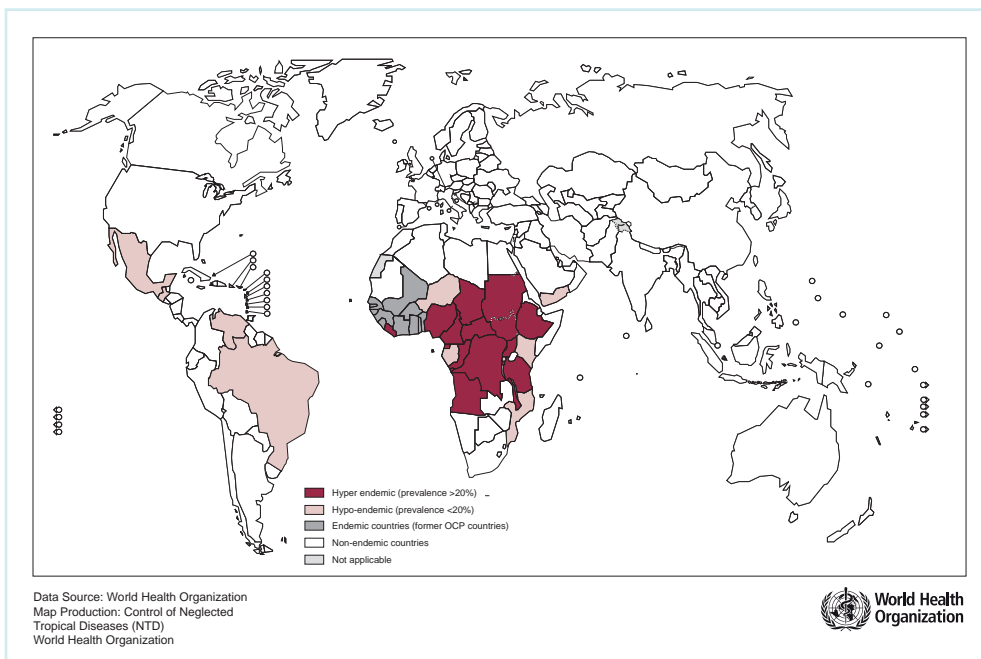 Hyper endemic (prevalence >20%)
Hypo-endemic (prevalence <20%)
Endemic countries (former OCP countries)
Non-endemic countries
Not applicable
Data Source: World Health Organization
Map Production: Control of Neglected
Tropical Diseases (NTD)
World Health Organization
World Health
Organization